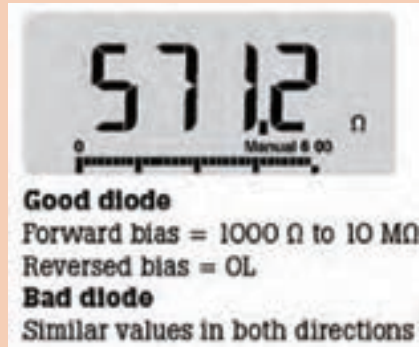 571.2 Ω
0 Manual 6 00
Good diode
Forward bias = 1000 Ω to 10 MΩ
Reversed bias = OL
Bad diode
Similar values in both directions